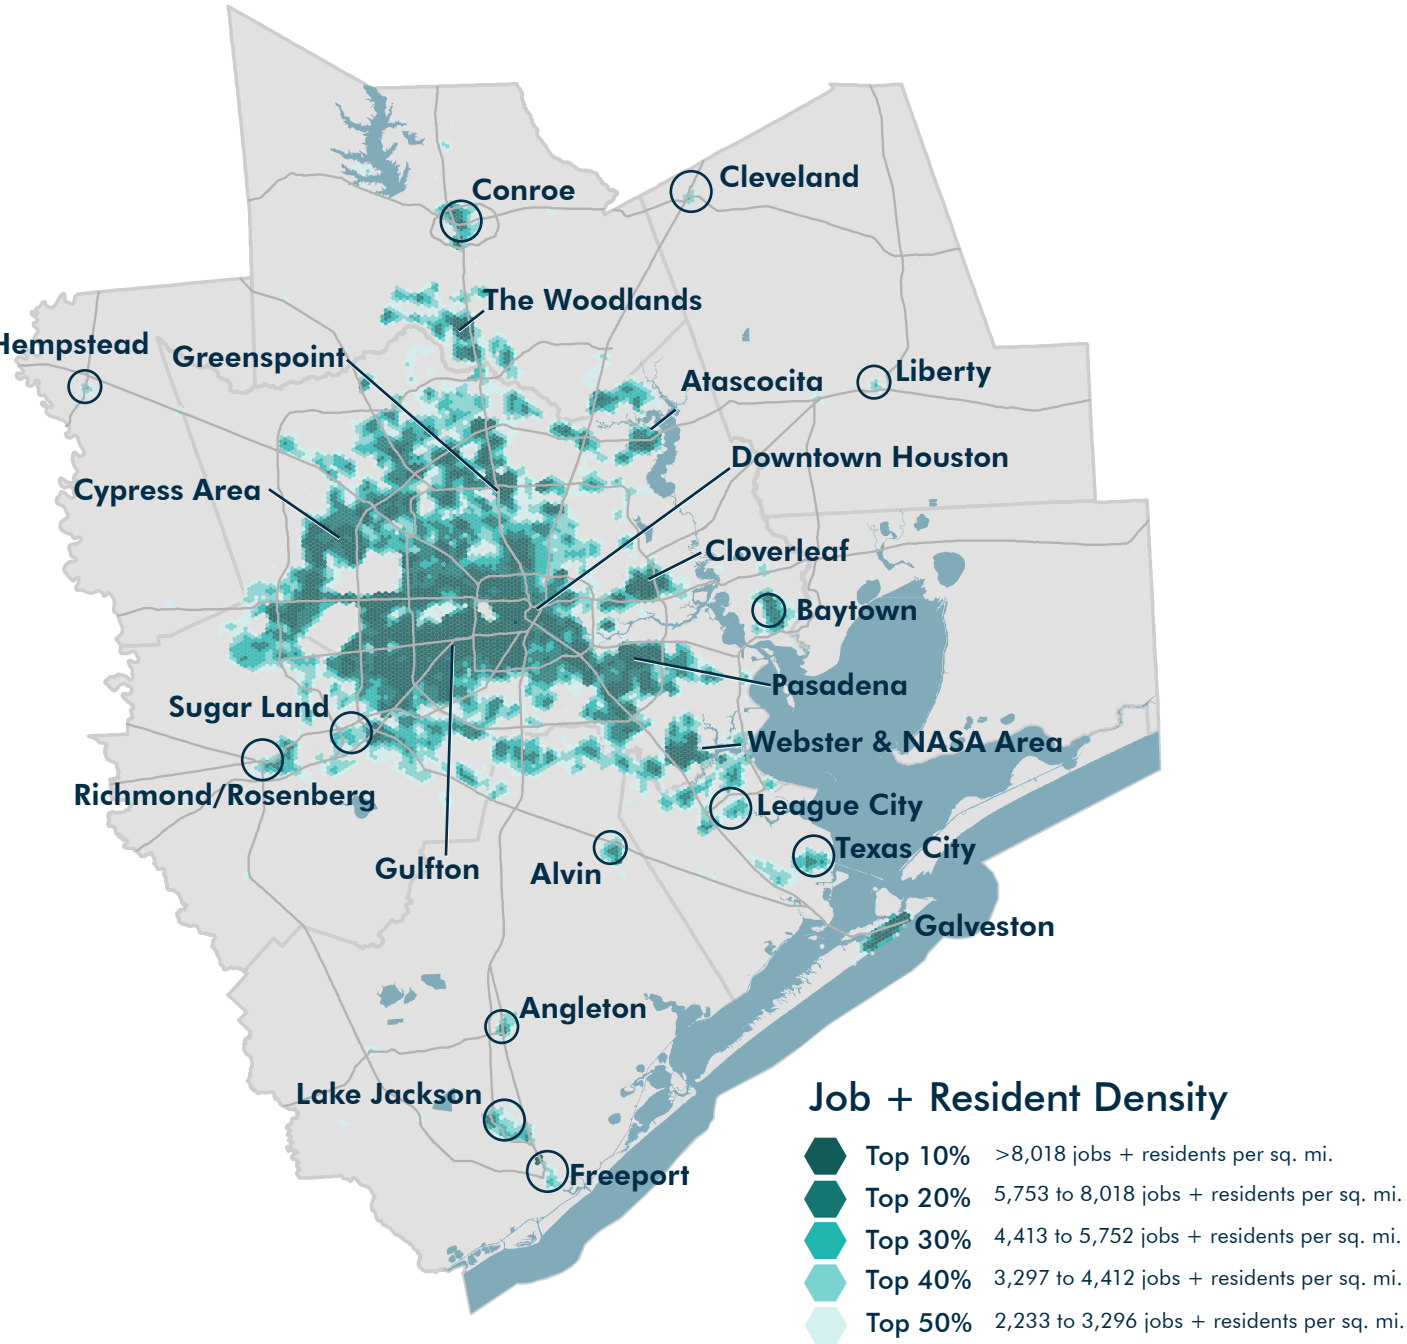 Cleveland
Conroe
The Woodlands
Hempstead
Greenspoint
Liberty
Atascocita
Downtown Houston
Cypress Area
Cloverleaf
Baytown
Pasadena
Sugar Land
Webster & NASA Area
Richmond/Rosenberg
League City
Texas City
Gulfton
Alvin
Galveston
Angleton
Lake Jackson
Freeport
Job + Resident Density
Top 10% >8,018 jobs + residents per sq. mi.
Top 20% 5,753 to 8,018 jobs + residents per sq. mi.
Top 30% 4,413 to 5,752 jobs + residents per sq. mi.
Top 40% 3,297 to 4,412 jobs + residents per sq. mi.
Top 50% 2,233 to 3,296 jobs + residents per sq. mi.